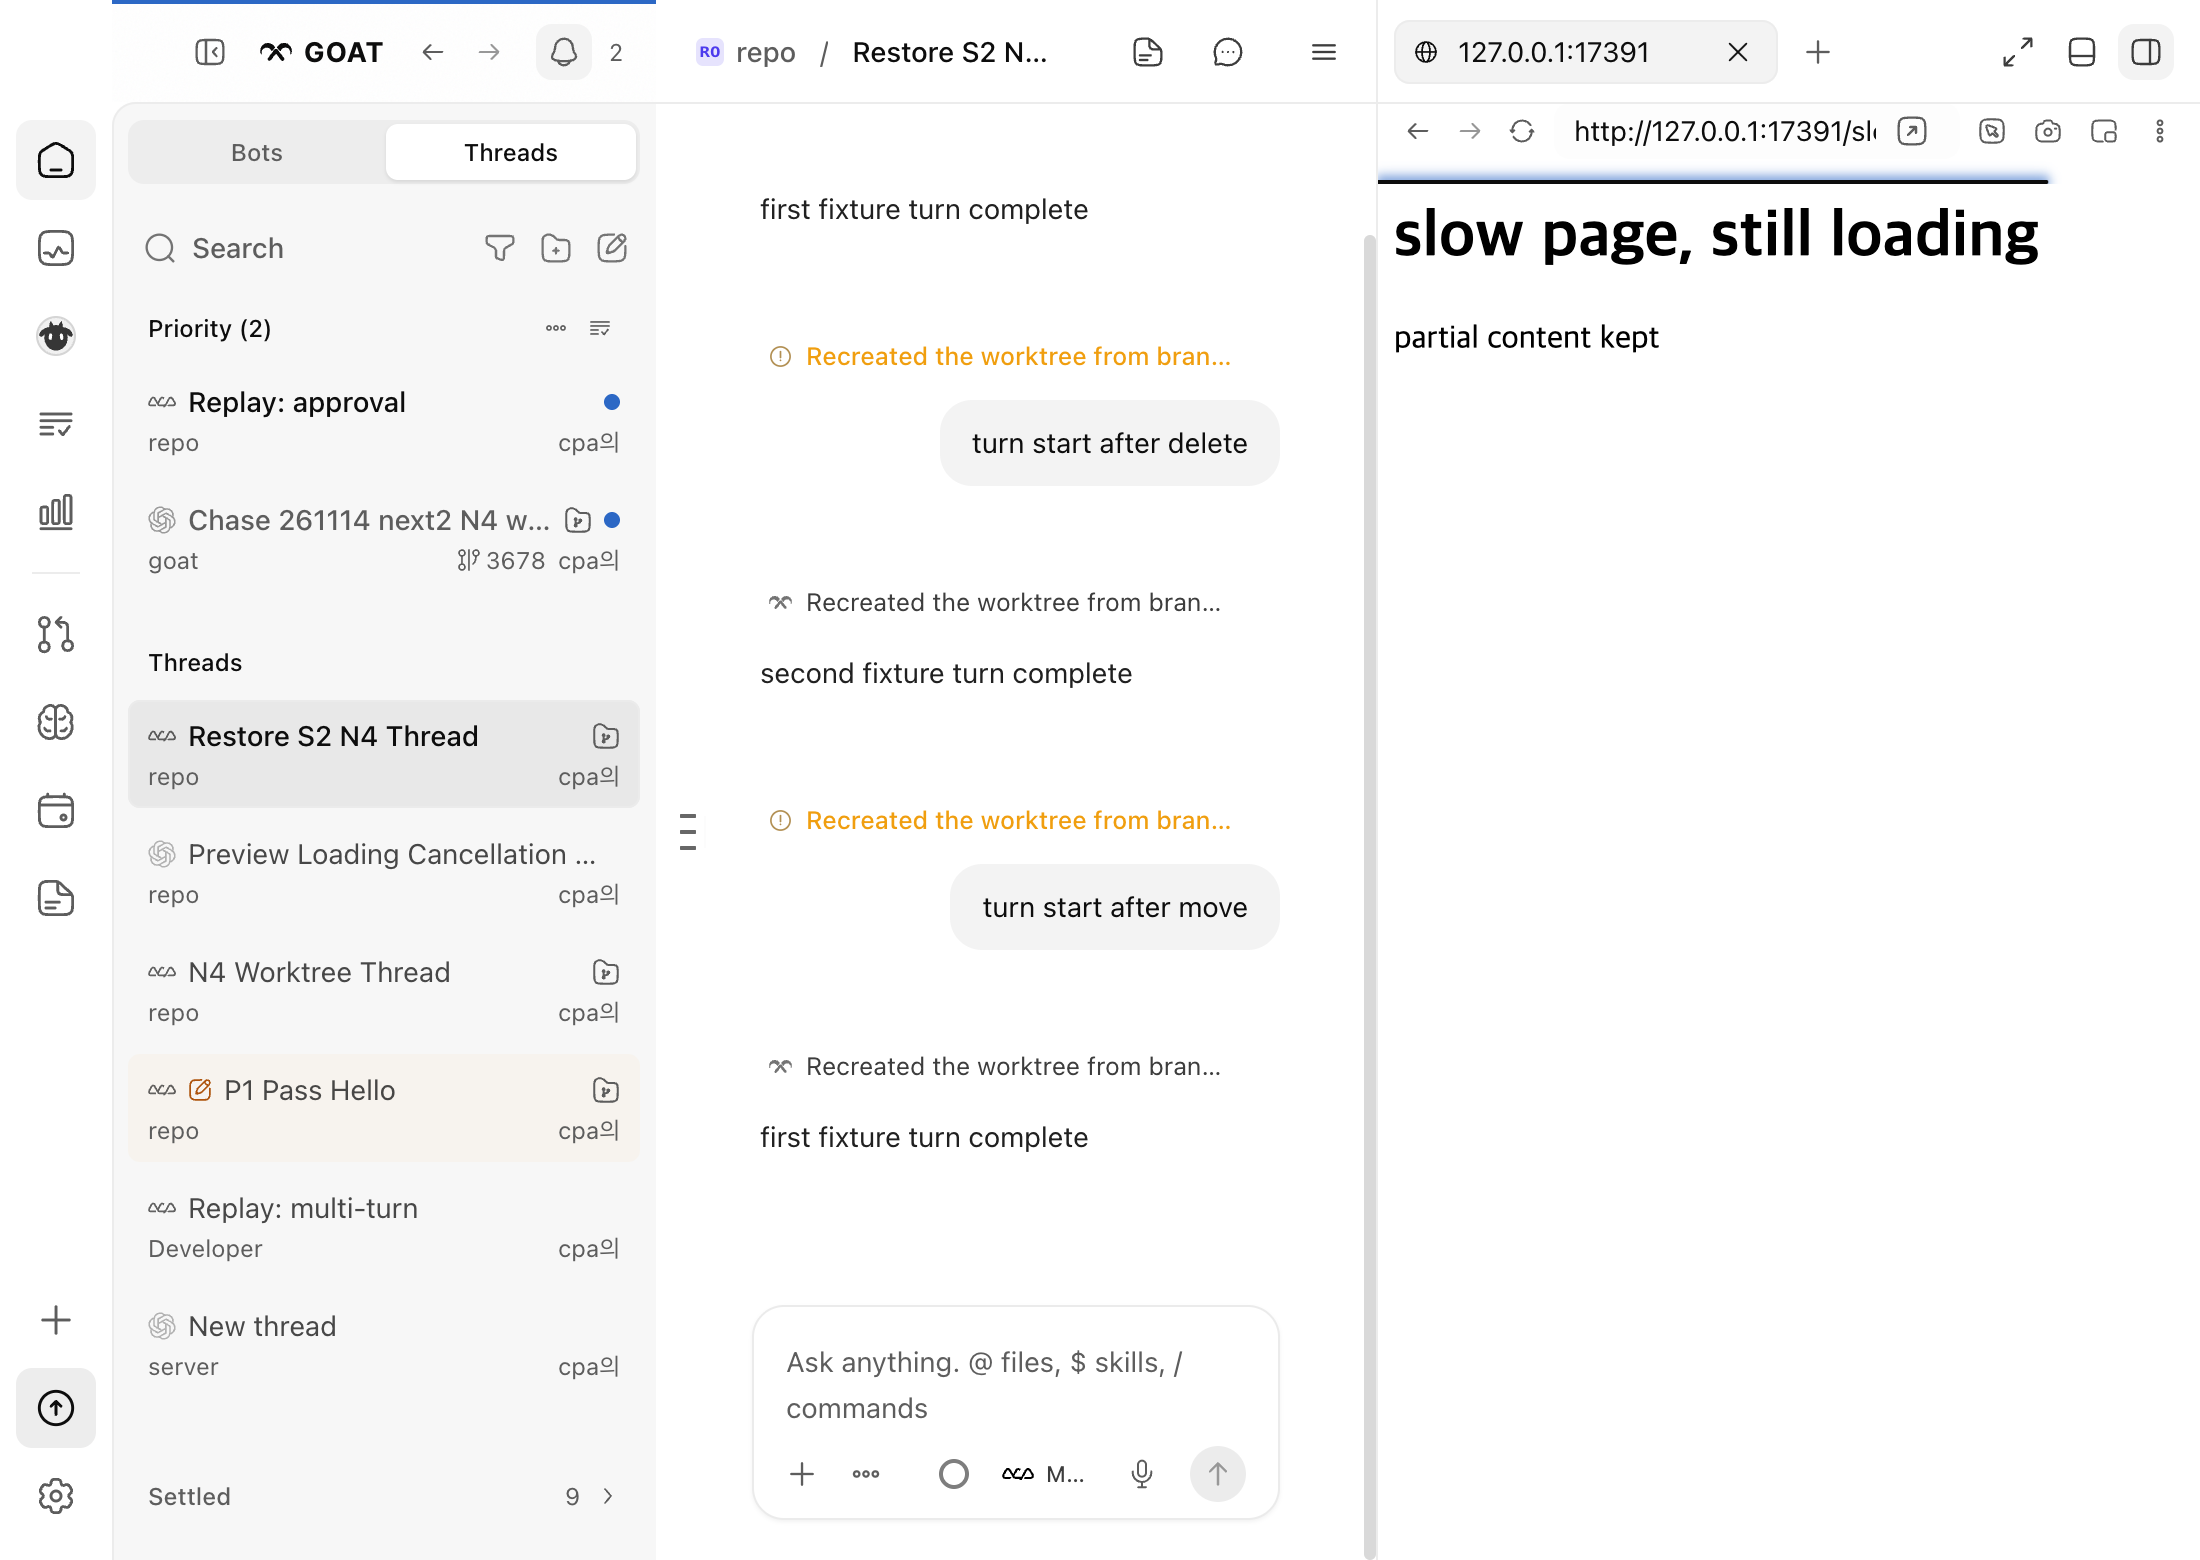 GOAT
2
RO repo / Restore S2 N...
127.0.0.1:17391
Bots
Threads
http://127.0.0.1:17391/sl
Search
Priority (2)
Replay: approval
repo
cpa의
Chase 261114 next2 N4 w...
goat
3678 cpa의
Threads
Restore S2 N4 Thread
repo
cpa의
Preview Loading Cancellation ...
repo
cpa의
N4 Worktree Thread
repo
cpa의
P1 Pass Hello
repo
cpa의
Replay: multi-turn
Developer
cpa의
New thread
server
cpa의
Settled
9
first fixture turn complete
Recreated the worktree from bran...
turn start after delete
Recreated the worktree from bran...
second fixture turn complete
Recreated the worktree from bran...
turn start after move
Recreated the worktree from bran...
first fixture turn complete
Ask anything. @ files, $ skills, /
commands
M...
slow page, still loading
partial content kept